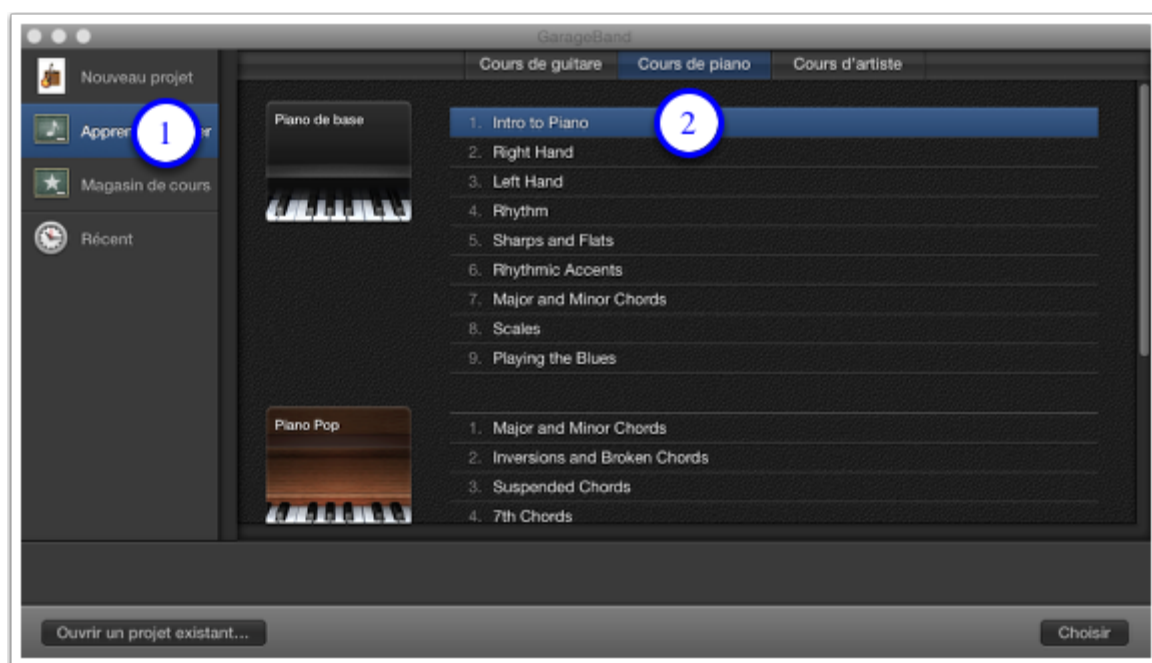 GarageBand
Nouveau projet
1
Magasin de cours
Récent
Cours de guitare Cours de piano Cours d'artiste
Piano de base
1. Intro to Piano
2
2. Right Hand
3. Left Hand
4. Rhythm
5. Sharps and Flats
6. Rhythmic Accents
7. Major and Minor Chords
8. Scales
9. Playing the Blues
Piano Pop
1. Major and Minor Chords
2. Inversions and Broken Chords
3. Suspended Chords
4. 7th Chords
Ouvrir un projet existant...
Choisir